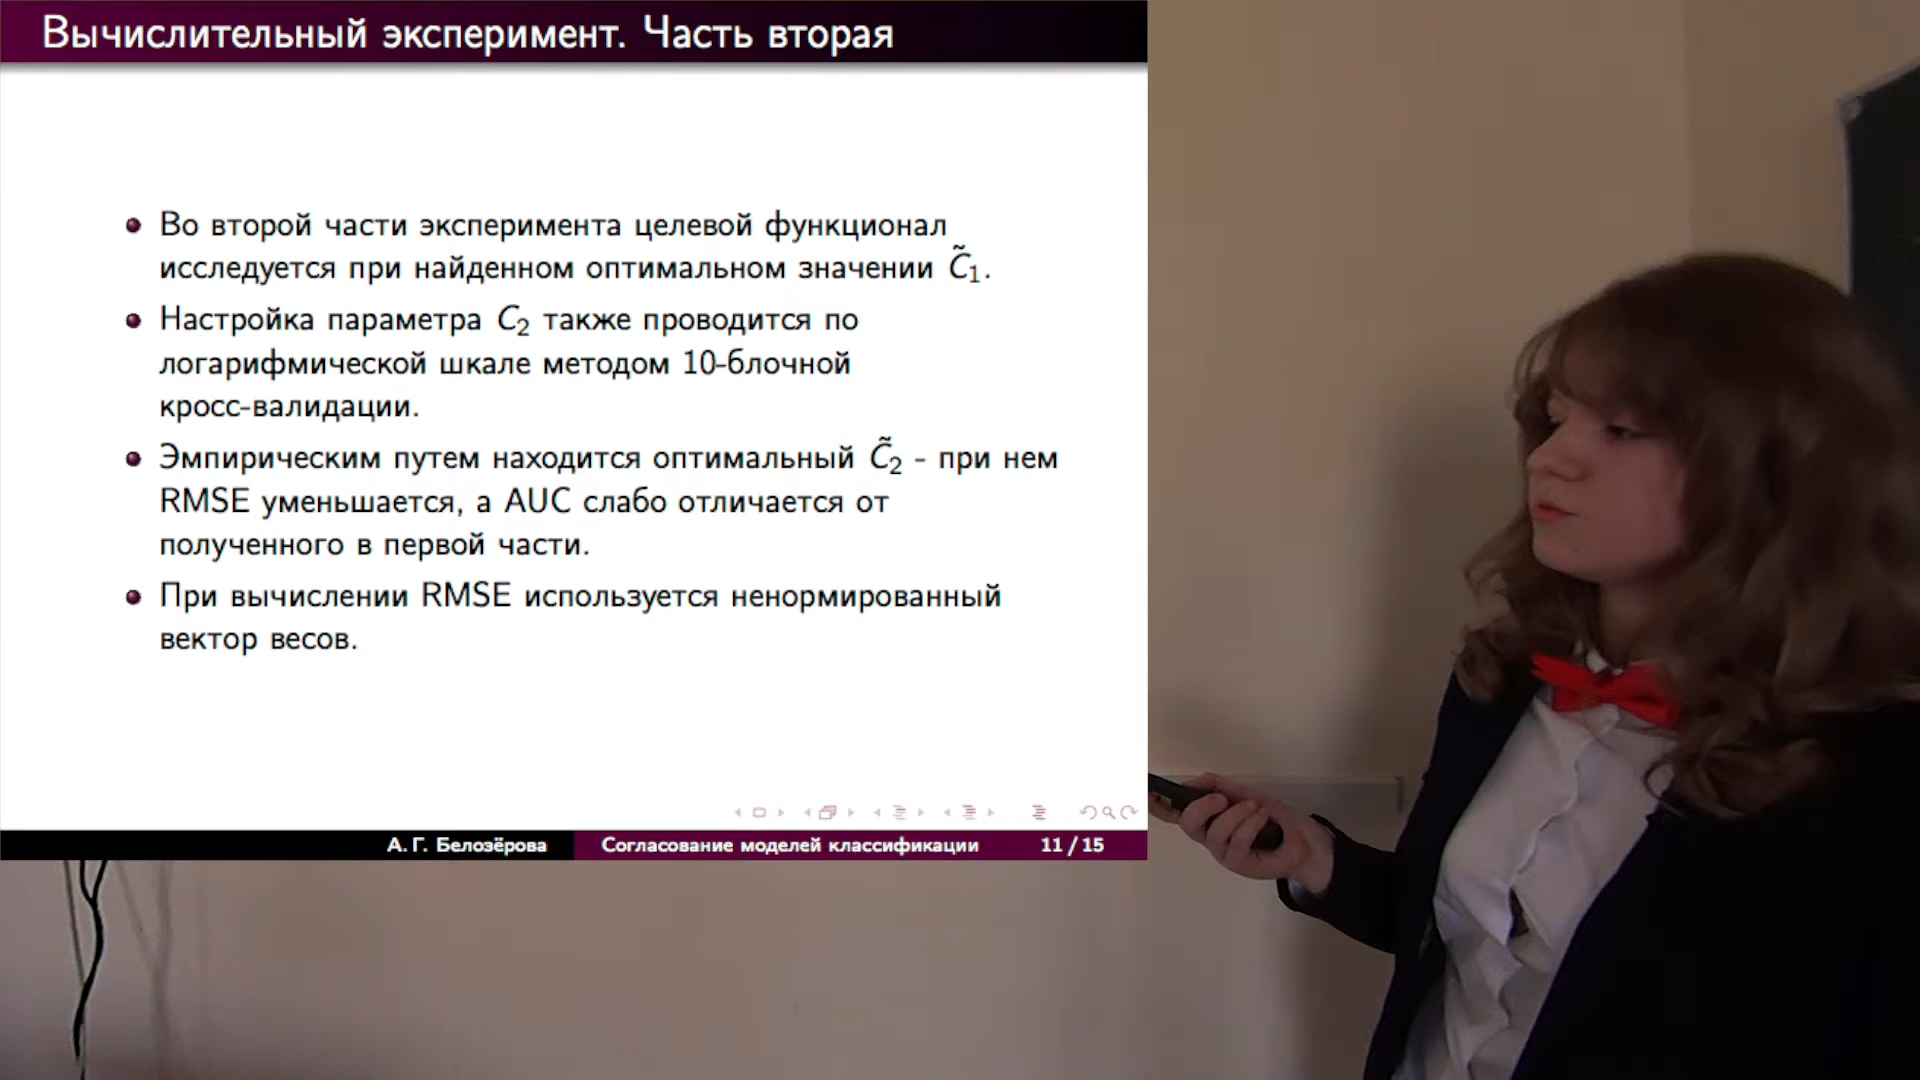 Вычислительный эксперимент. Часть вторая
Во второй части эксперимента целевой функционал
исследуется при найденном оптимальном значении C̃₁.
Настройка параметра C₂ также проводится по
логарифмической шкале методом 10-блочной
кросс-валидации.
Эмпирическим путем находится оптимальный C̃₂ - при нем
RMSE уменьшается, а AUC слабо отличается от
полученного в первой части.
При вычислении RMSE используется ненормированный
вектор весов.
А. Г. Белозёрова Согласование моделей классификации 11 / 15